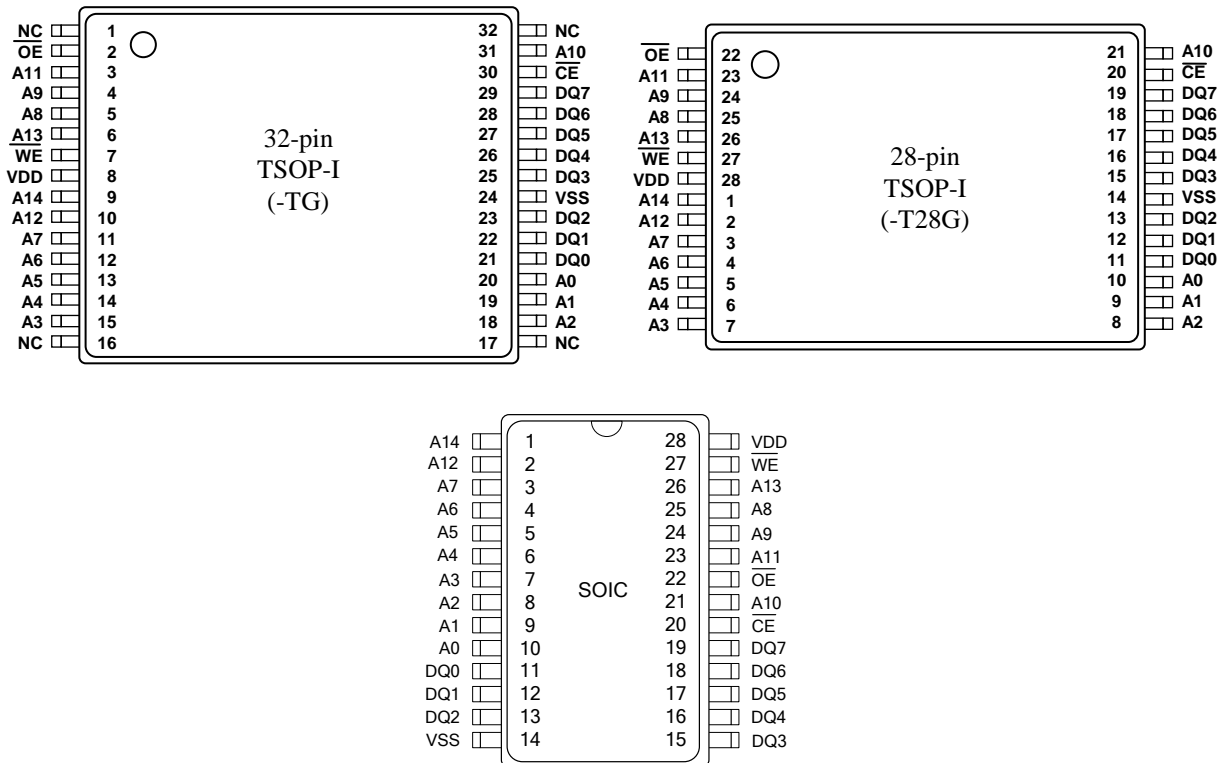 NC 1 32 NC
OE 2 31 A10
A11 3 30 CE
A9 4 29 DQ7
A8 5 28 DQ6
A13 6 27 DQ5
WE 7 26 DQ4
VDD 8 25 DQ3
A14 9 24 VSS
A12 10 23 DQ2
A7 11 22 DQ1
A6 12 21 DQ0
A5 13 20 A0
A4 14 19 A1
A3 15 18 A2
NC 16 17 NC
32-pin
TSOP-I
(-TG)
OE 22 21 A10
A11 23 20 CE
A9 24 19 DQ7
A8 25 18 DQ6
A13 26 17 DQ5
WE 27 16 DQ4
VDD 28 15 DQ3
A14 1 14 VSS
A12 2 13 DQ2
A7 3 12 DQ1
A6 4 11 DQ0
A5 5 10 A0
A4 6 9 A1
A3 7 8 A2
28-pin
TSOP-I
(-T28G)
A14 1 28 VDD
A12 2 27 WE
A7 3 26 A13
A6 4 25 A8
A5 5 24 A9
A4 6 23 A11
A3 7 22 OE
A2 8 21 A10
A1 9 20 CE
A0 10 19 DQ7
DQ0 11 18 DQ6
DQ1 12 17 DQ5
DQ2 13 16 DQ4
VSS 14 15 DQ3
SOIC